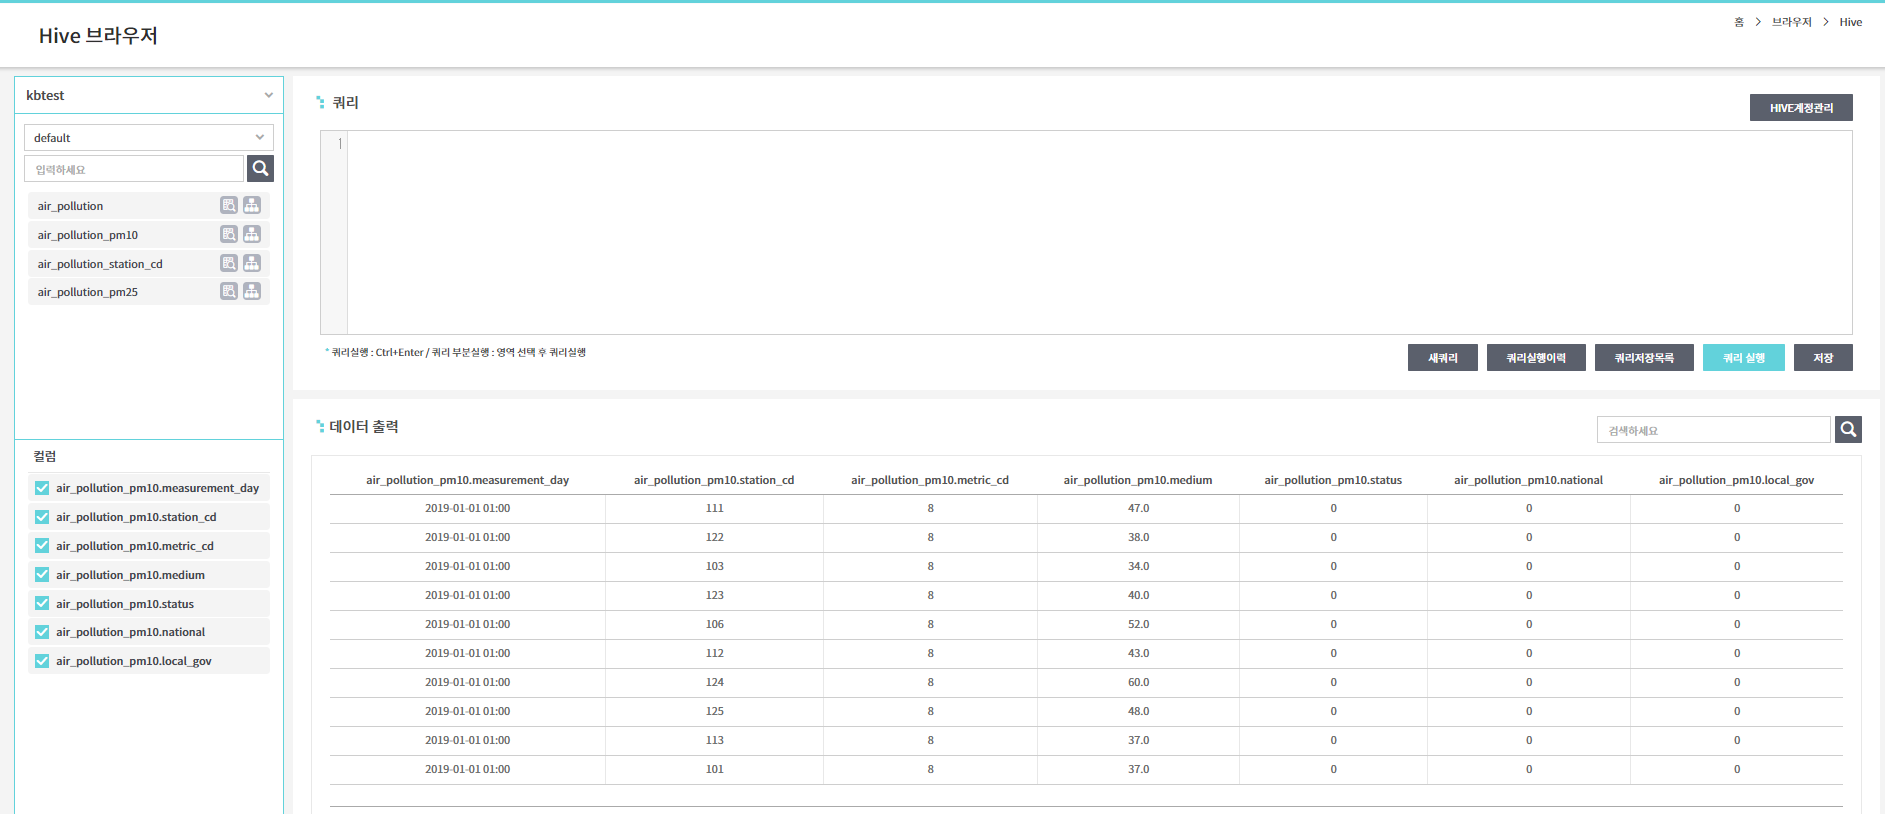 홈 > 브라우저 > Hive
Hive 브라우저
kbtest
default
입력하세요
air_pollution
air_pollution_pm10
air_pollution_station_cd
air_pollution_pm25
컬럼
air_pollution_pm10.measurement_day
air_pollution_pm10.station_cd
air_pollution_pm10.metric_cd
air_pollution_pm10.medium
air_pollution_pm10.status
air_pollution_pm10.national
air_pollution_pm10.local_gov
쿼리
HIVE계정관리
1
* 쿼리실행 : Ctrl+Enter / 쿼리 부분실행 : 영역 선택 후 쿼리실행
새쿼리 쿼리실행이력 쿼리저장목록 쿼리 실행 저장
데이터 출력
검색하세요
air_pollution_pm10.measurement_day air_pollution_pm10.station_cd air_pollution_pm10.metric_cd air_pollution_pm10.medium air_pollution_pm10.status air_pollution_pm10.national air_pollution_pm10.local_gov
2019-01-01 01:00 111 8 47.0 0 0 0
2019-01-01 01:00 122 8 38.0 0 0 0
2019-01-01 01:00 103 8 34.0 0 0 0
2019-01-01 01:00 123 8 40.0 0 0 0
2019-01-01 01:00 106 8 52.0 0 0 0
2019-01-01 01:00 112 8 43.0 0 0 0
2019-01-01 01:00 124 8 60.0 0 0 0
2019-01-01 01:00 125 8 48.0 0 0 0
2019-01-01 01:00 113 8 37.0 0 0 0
2019-01-01 01:00 101 8 37.0 0 0 0